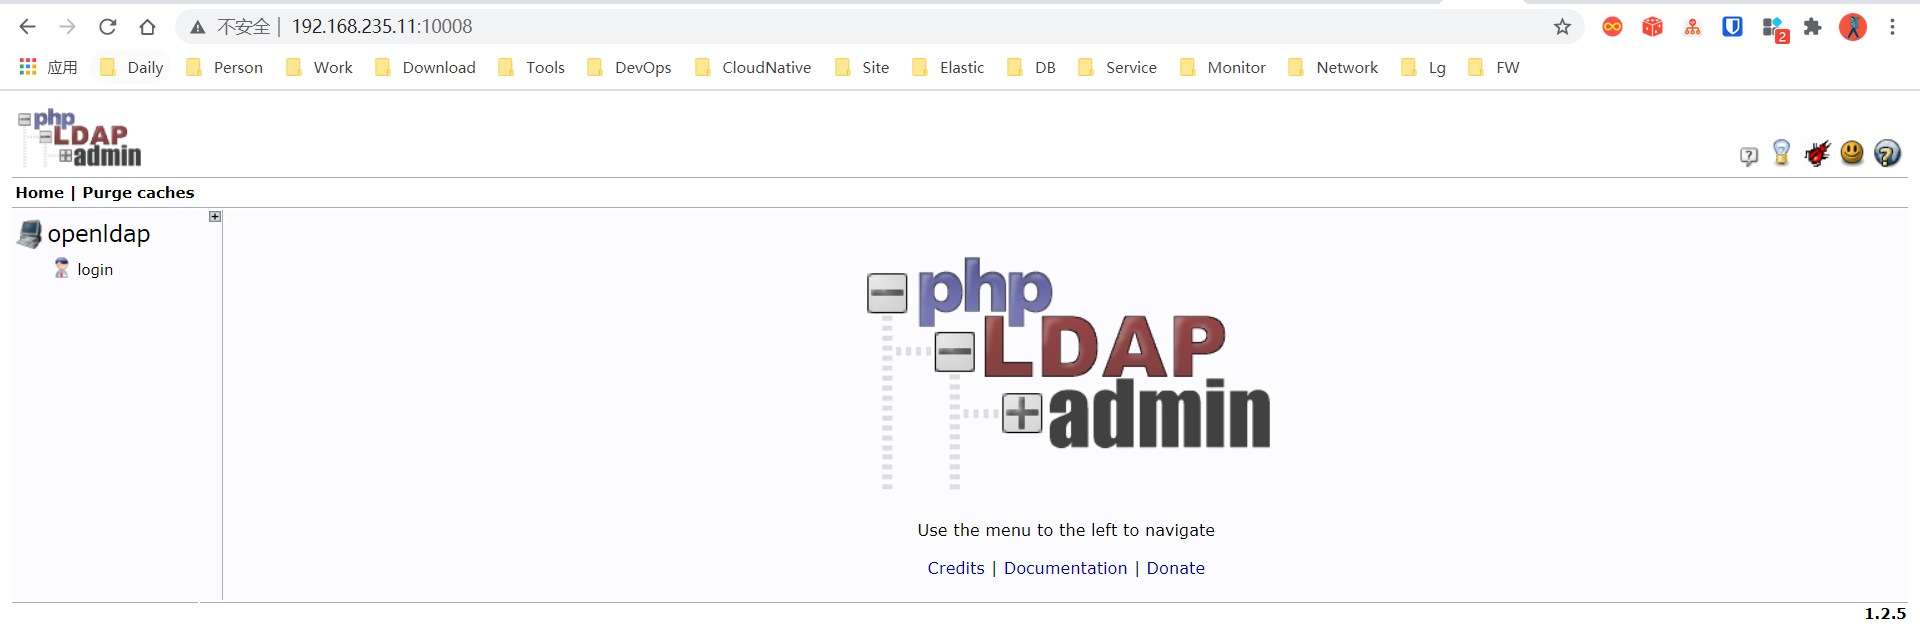 不安全 | 192.168.235.11:10008
应用 Daily Person Work Download Tools DevOps CloudNative Site Elastic DB Service Monitor Network Lg FW
2
php
LDAP
admin
Home | Purge caches
openldap
login
php
LDAP
admin
Use the menu to the left to navigate
Credits | Documentation | Donate
1.2.5